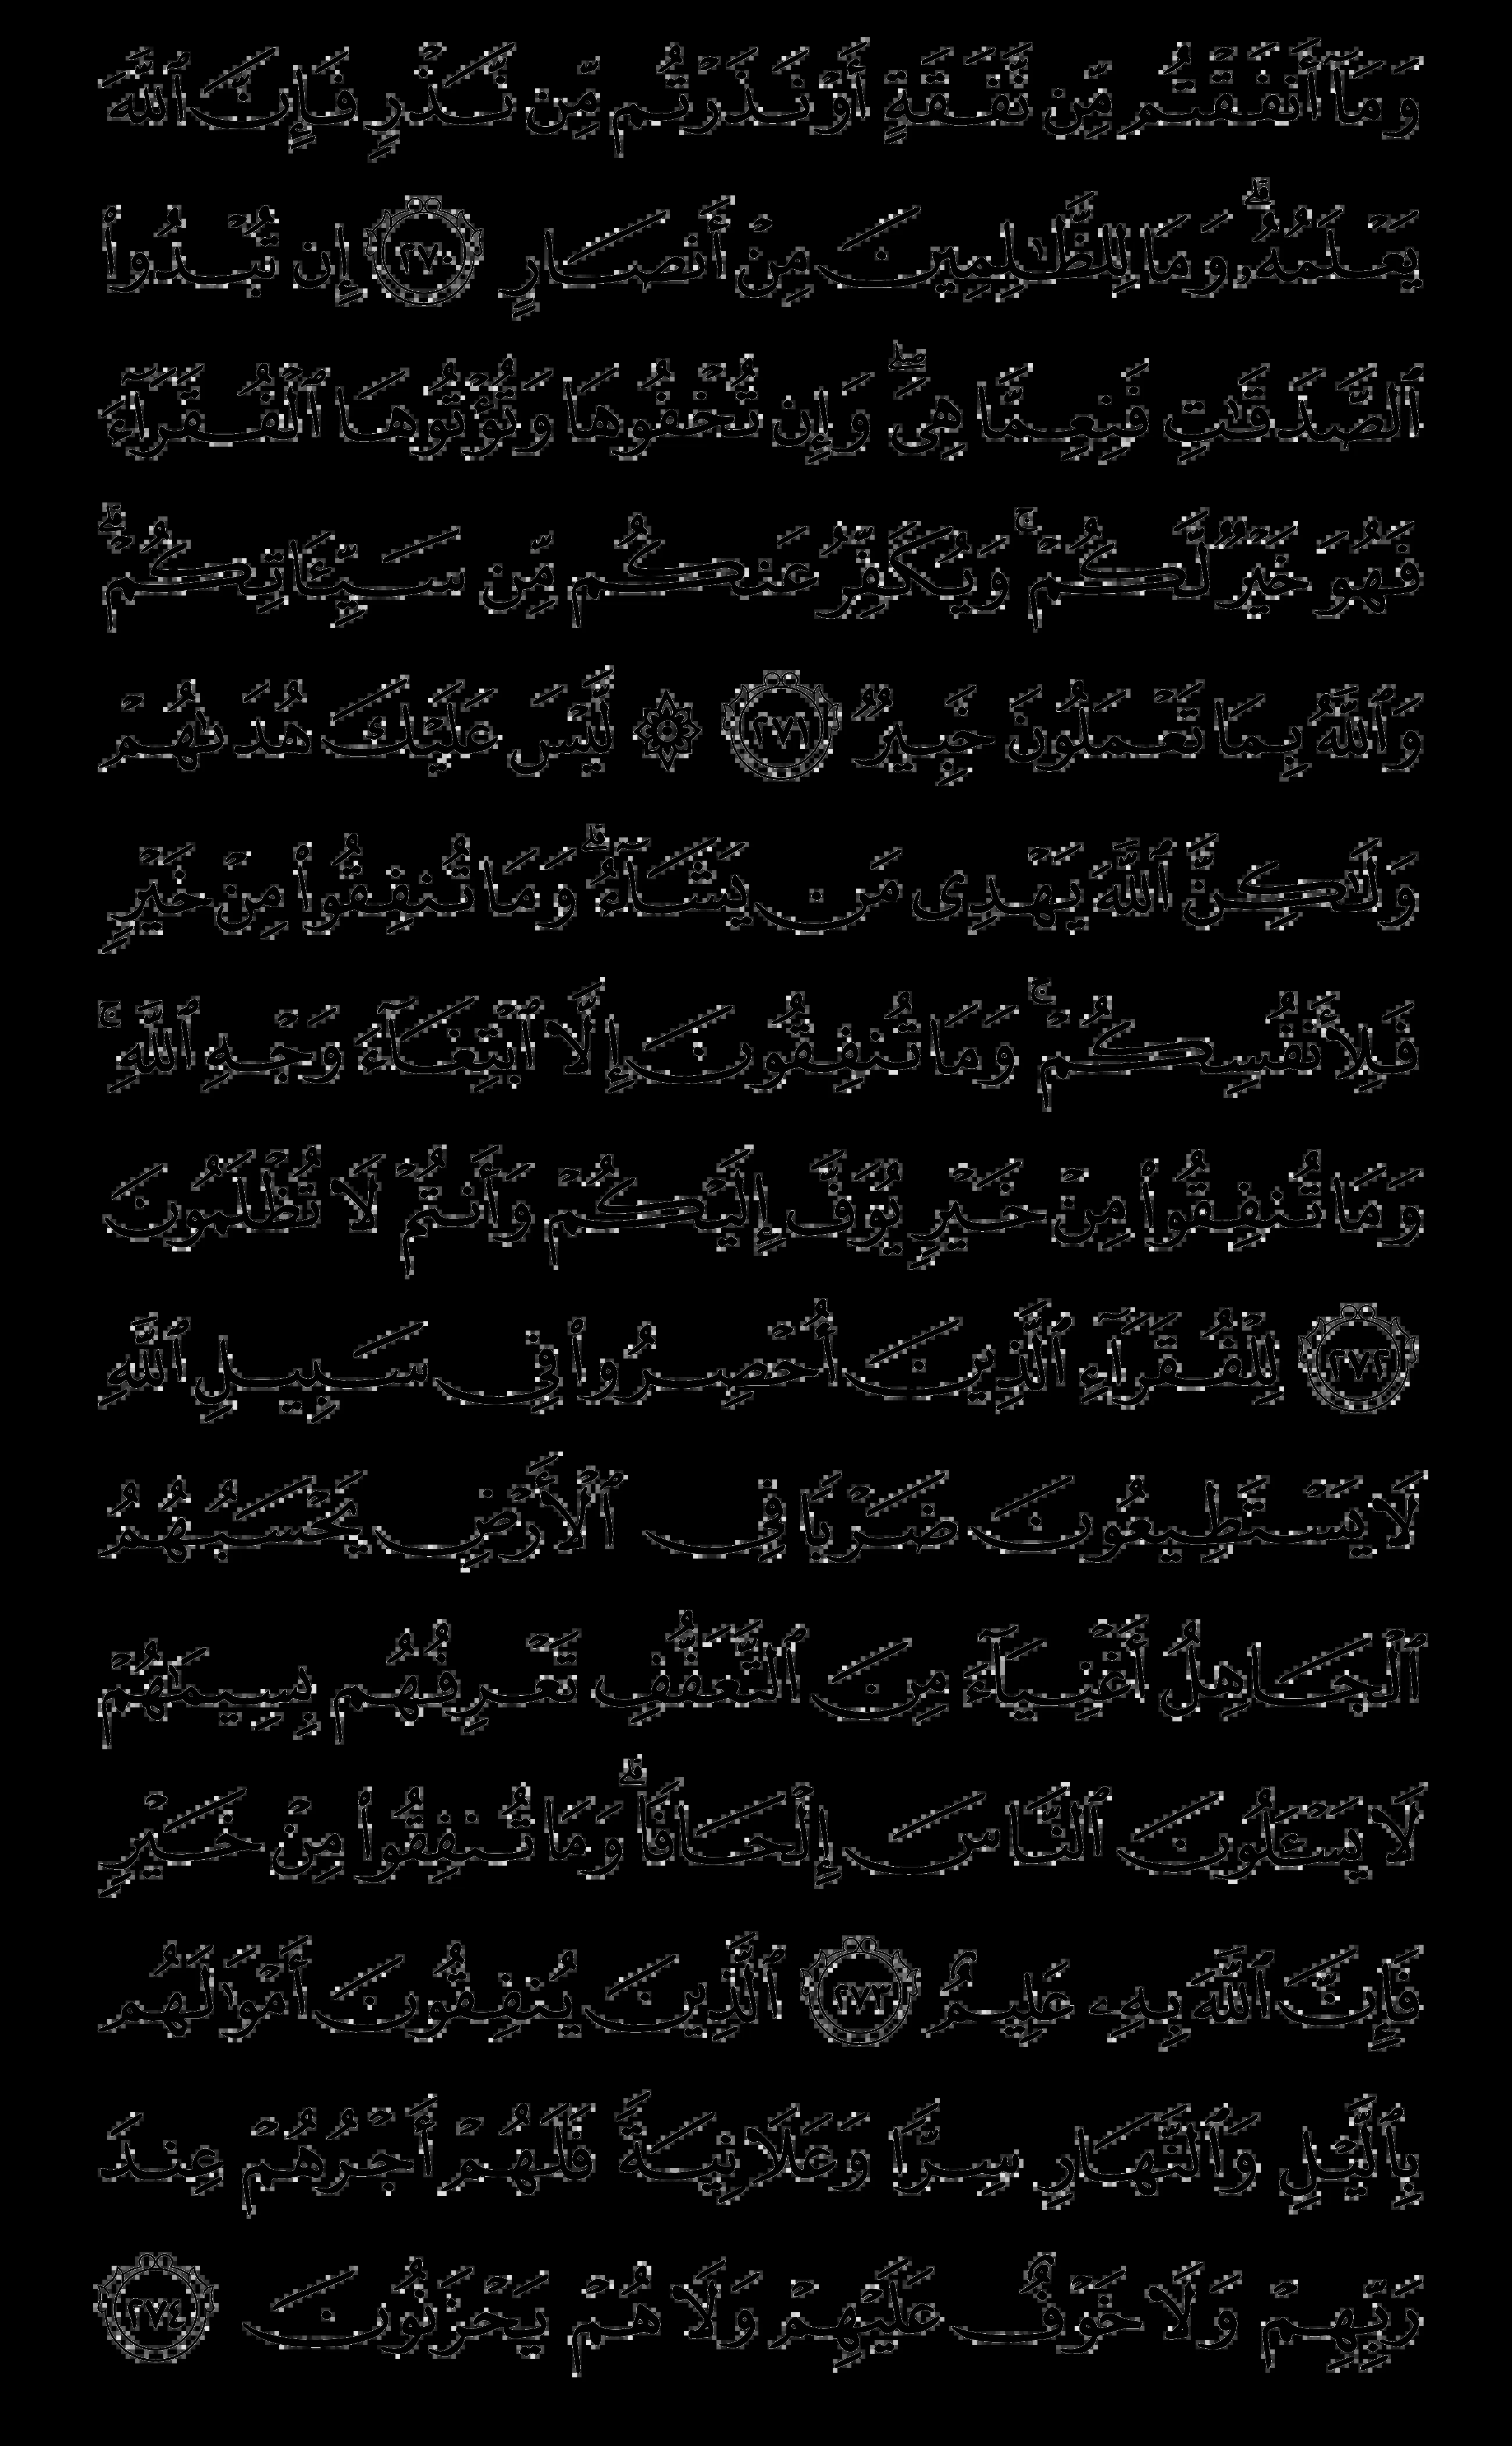 وَمَآ أَنفَقْتُم مِّن نَّفَقَةٍ أَوْ نَذَرْتُم مِّن نَّذْرٍ فَإِنَّ ٱللَّهَ
يَعْلَمُهُۥۗ وَمَا لِلظَّـٰلِمِينَ مِنْ أَنصَارٍ ٢٧٠ إِن تُبْدُوا۟
ٱلصَّدَقَـٰتِ فَنِعِمَّا هِىَۖ وَإِن تُخْفُوهَا وَتُؤْتُوهَا ٱلْفُقَرَآءَ
فَهُوَ خَيْرٌ لَّكُمْۚ وَيُكَفِّرُ عَنكُم مِّن سَيِّـَٔاتِكُمْۗ
وَٱللَّهُ بِمَا تَعْمَلُونَ خَبِيرٌ ٢٧١ ۞ لَّيْسَ عَلَيْكَ هُدَىٰهُمْ
وَلَـٰكِنَّ ٱللَّهَ يَهْدِى مَن يَشَآءُۗ وَمَا تُنفِقُوا۟ مِنْ خَيْرٍ
فَلِأَنفُسِكُمْۚ وَمَا تُنفِقُونَ إِلَّا ٱبْتِغَآءَ وَجْهِ ٱللَّهِۚ
وَمَا تُنفِقُوا۟ مِنْ خَيْرٍ يُوَفَّ إِلَيْكُمْ وَأَنتُمْ لَا تُظْلَمُونَ
٢٧٢ لِلْفُقَرَآءِ ٱلَّذِينَ أُحْصِرُوا۟ فِى سَبِيلِ ٱللَّهِ
لَا يَسْتَطِيعُونَ ضَرْبًا فِى ٱلْأَرْضِ يَحْسَبُهُمُ
ٱلْجَاهِلُ أَغْنِيَآءَ مِنَ ٱلتَّعَفُّفِ تَعْرِفُهُم بِسِيمَـٰهُمْ
لَا يَسْـَٔلُونَ ٱلنَّاسَ إِلْحَافًاۗ وَمَا تُنفِقُوا۟ مِنْ خَيْرٍ
فَإِنَّ ٱللَّهَ بِهِۦ عَلِيمٌ ٢٧٣ ٱلَّذِينَ يُنفِقُونَ أَمْوَٰلَهُم
بِٱلَّيْلِ وَٱلنَّهَارِ سِرًّا وَعَلَانِيَةً فَلَهُمْ أَجْرُهُمْ عِندَ
رَبِّهِمْ وَلَا خَوْفٌ عَلَيْهِمْ وَلَا هُمْ يَحْزَنُونَ ٢٧٤